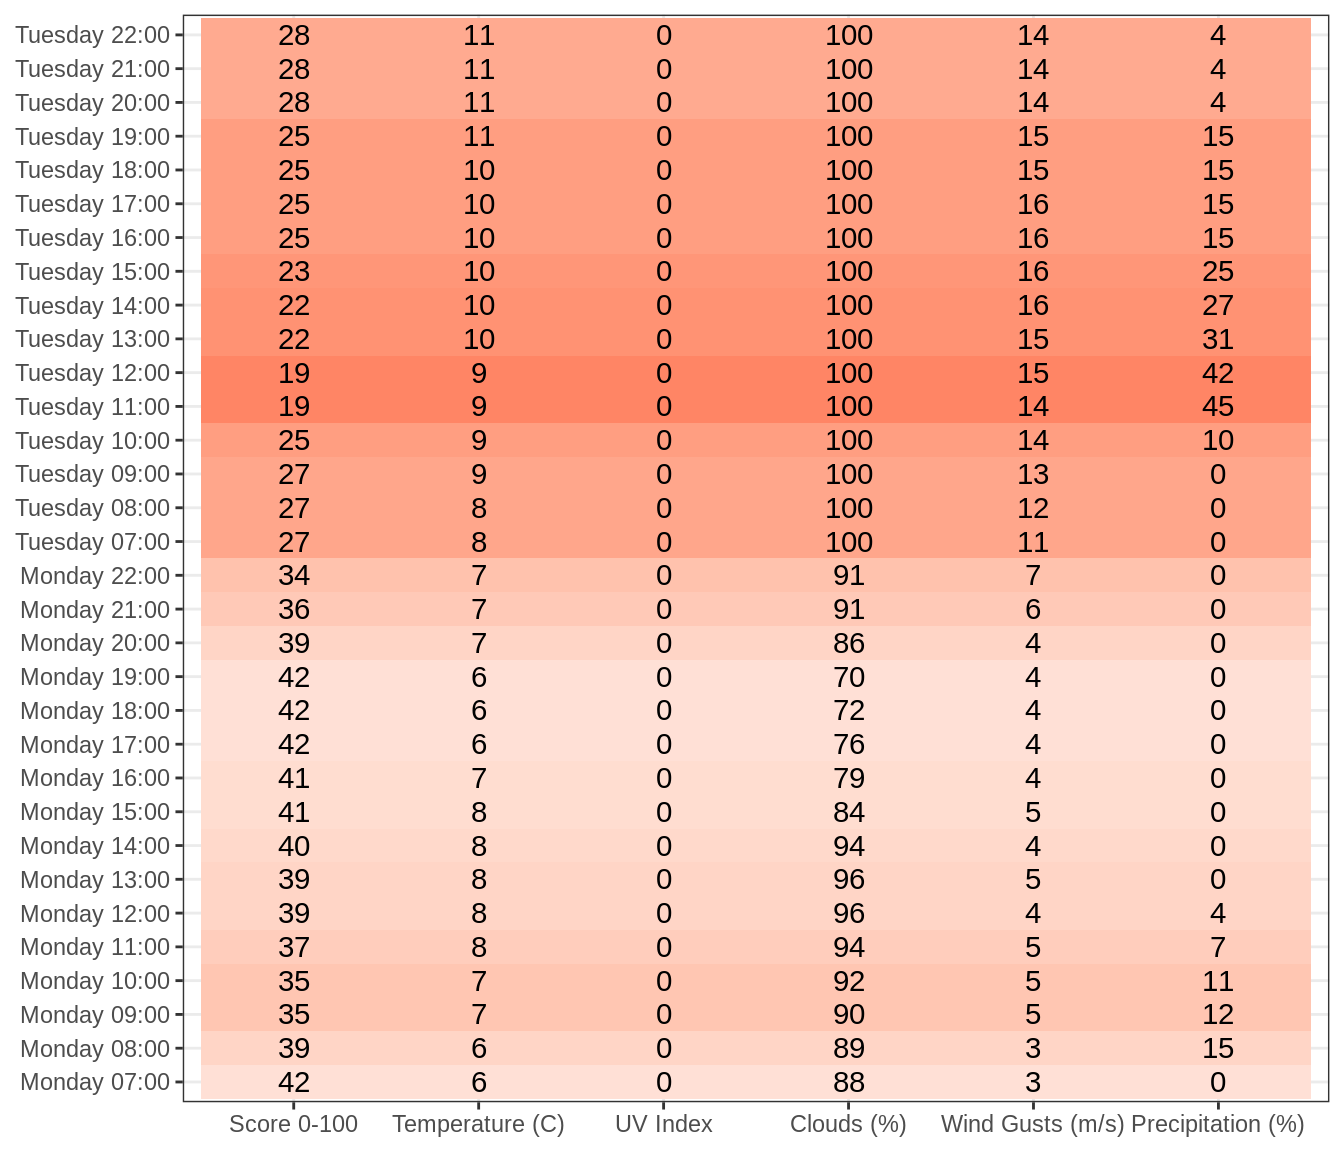 Tuesday 22:00 28 11 0 100 14 4
Tuesday 21:00 28 11 0 100 14 4
Tuesday 20:00 28 11 0 100 14 4
Tuesday 19:00 25 11 0 100 15 15
Tuesday 18:00 25 10 0 100 15 15
Tuesday 17:00 25 10 0 100 16 15
Tuesday 16:00 25 10 0 100 16 15
Tuesday 15:00 23 10 0 100 16 25
Tuesday 14:00 22 10 0 100 16 27
Tuesday 13:00 22 10 0 100 15 31
Tuesday 12:00 19 9 0 100 15 42
Tuesday 11:00 19 9 0 100 14 45
Tuesday 10:00 25 9 0 100 14 10
Tuesday 09:00 27 9 0 100 13 0
Tuesday 08:00 27 8 0 100 12 0
Tuesday 07:00 27 8 0 100 11 0
Monday 22:00 34 7 0 91 7 0
Monday 21:00 36 7 0 91 6 0
Monday 20:00 39 7 0 86 4 0
Monday 19:00 42 6 0 70 4 0
Monday 18:00 42 6 0 72 4 0
Monday 17:00 42 6 0 76 4 0
Monday 16:00 41 7 0 79 4 0
Monday 15:00 41 8 0 84 5 0
Monday 14:00 40 8 0 94 4 0
Monday 13:00 39 8 0 96 5 0
Monday 12:00 39 8 0 96 4 4
Monday 11:00 37 8 0 94 5 7
Monday 10:00 35 7 0 92 5 11
Monday 09:00 35 7 0 90 5 12
Monday 08:00 39 6 0 89 3 15
Monday 07:00 42 6 0 88 3 0
Score 0-100 Temperature (C) UV Index Clouds (%) Wind Gusts (m/s) Precipitation (%)